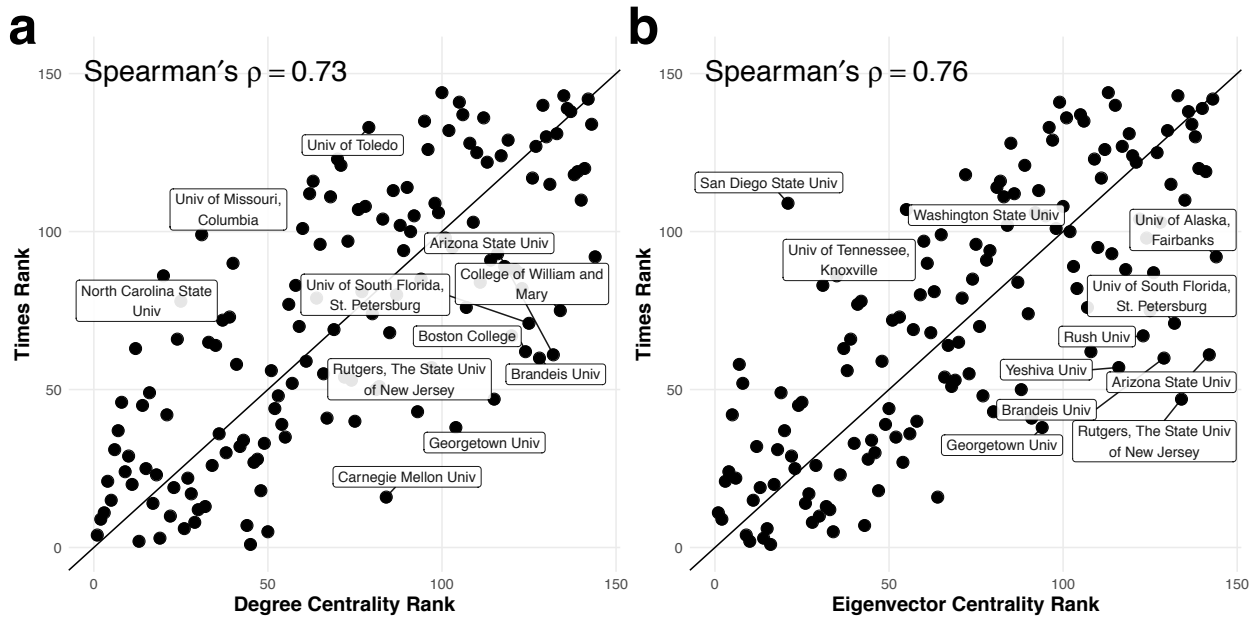 a
Spearman′s ρ = 0.73
150
100
50
0
Times Rank
Univ of Toledo
Univ of Missouri,
Columbia
Arizona State Univ
College of William and
Mary
North Carolina State
Univ
Univ of South Florida,
St. Petersburg
Boston College
Brandeis Univ
Rutgers, The State Univ
of New Jersey
Georgetown Univ
Carnegie Mellon Univ
0
50
100
150
Degree Centrality Rank
b
Spearman′s ρ = 0.76
150
100
50
0
Times Rank
San Diego State Univ
Washington State Univ
Univ of Alaska,
Fairbanks
Univ of Tennessee,
Knoxville
Univ of South Florida,
St. Petersburg
Rush Univ
Yeshiva Univ
Arizona State Univ
Brandeis Univ
Georgetown Univ
Rutgers, The State Univ
of New Jersey
0
50
100
150
Eigenvector Centrality Rank